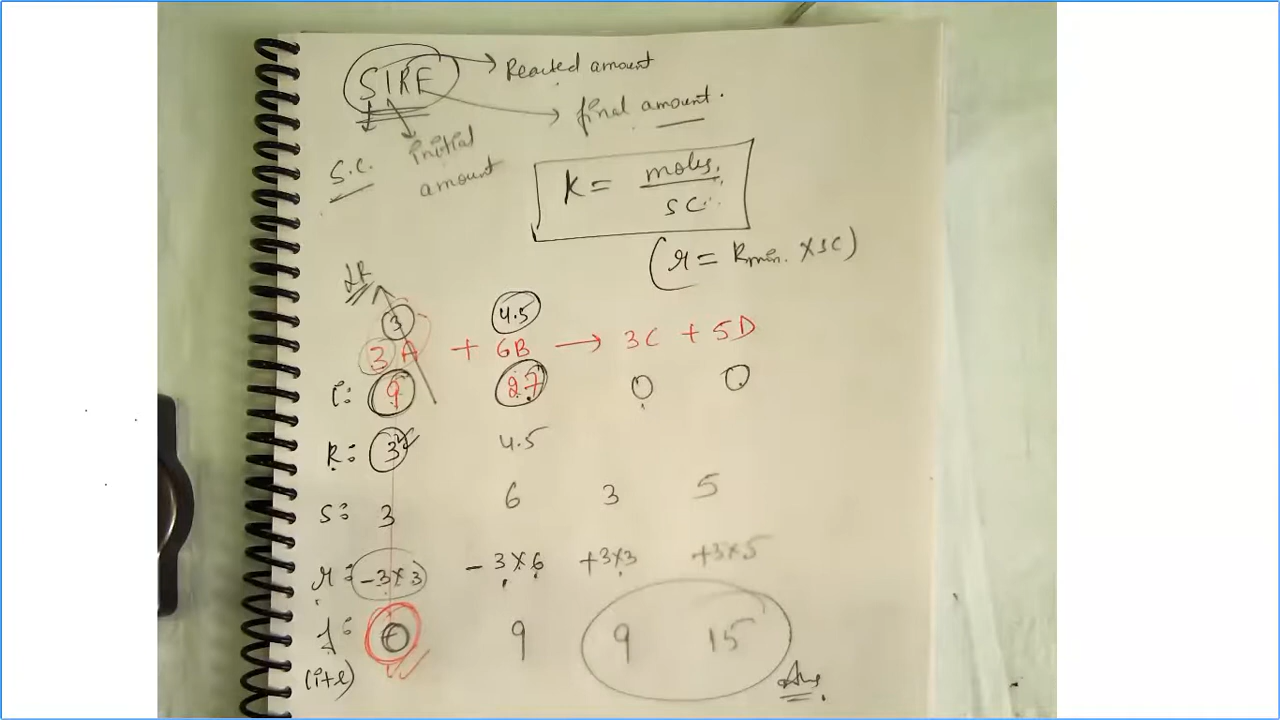 SIRF → Reacted amount
→ final amount.
S.C. initial amount
K = moles / SC
(r = Rmin. × SC)
LR
3 4.5
3A + 6B → 3C + 5D
i: 9 27 0 0
R: 3 4.5
S: 3 6 3 5
r: -3×3 -3×6 +3×3 +3×5
f: 0 9 9 15
(i+r) Ans.